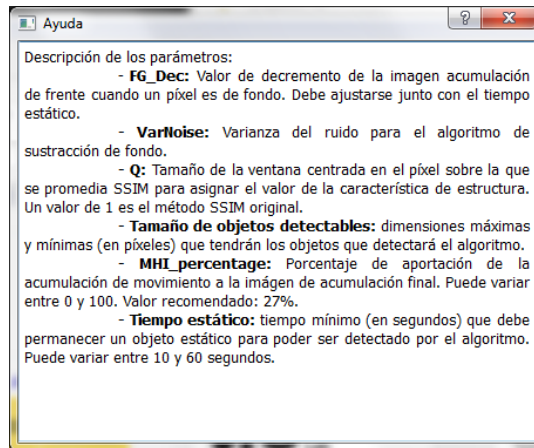 Ayuda
Descripción de los parámetros:
- FG_Dec: Valor de decremento de la imagen acumulación
de frente cuando un píxel es de fondo. Debe ajustarse junto con el tiempo
estático.
- VarNoise: Varianza del ruido para el algoritmo de
sustracción de fondo.
- Q: Tamaño de la ventana centrada en el píxel sobre la que
se promedia SSIM para asignar el valor de la característica de estructura.
Un valor de 1 es el método SSIM original.
- Tamaño de objetos detectables: dimensiones máximas
y mínimas (en píxeles) que tendrán los objetos que detectará el algoritmo.
- MHI_percentage: Porcentaje de aportación de la
acumulación de movimiento a la imágen de acumulación final. Puede variar
entre 0 y 100. Valor recomendado: 27%.
- Tiempo estático: tiempo mínimo (en segundos) que debe
permanecer un objeto estático para poder ser detectado por el algoritmo.
Puede variar entre 10 y 60 segundos.